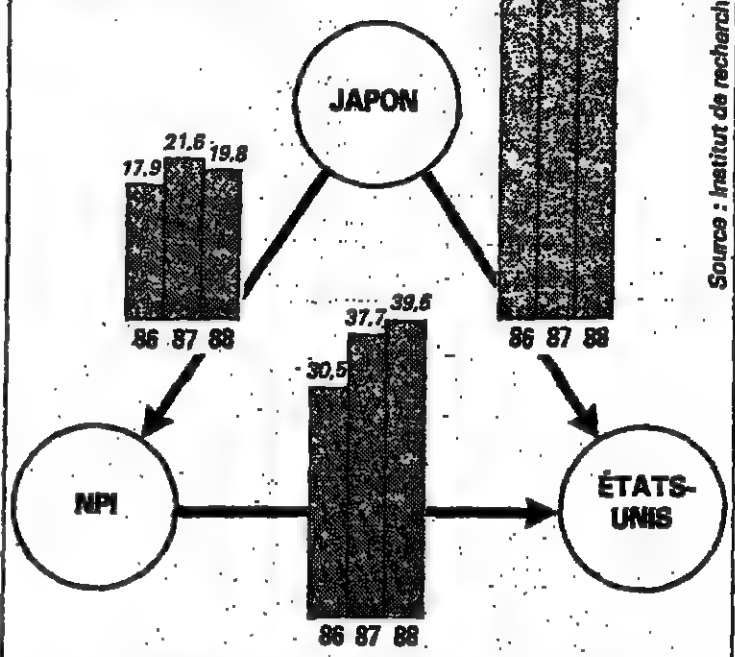 JAPON
Source : Institut de recherch
17,9 21,6 19,8
86 87 88
86 87 88
30,5 37,7 39,6
NPI
ÉTATS-
UNIS
86 87 88